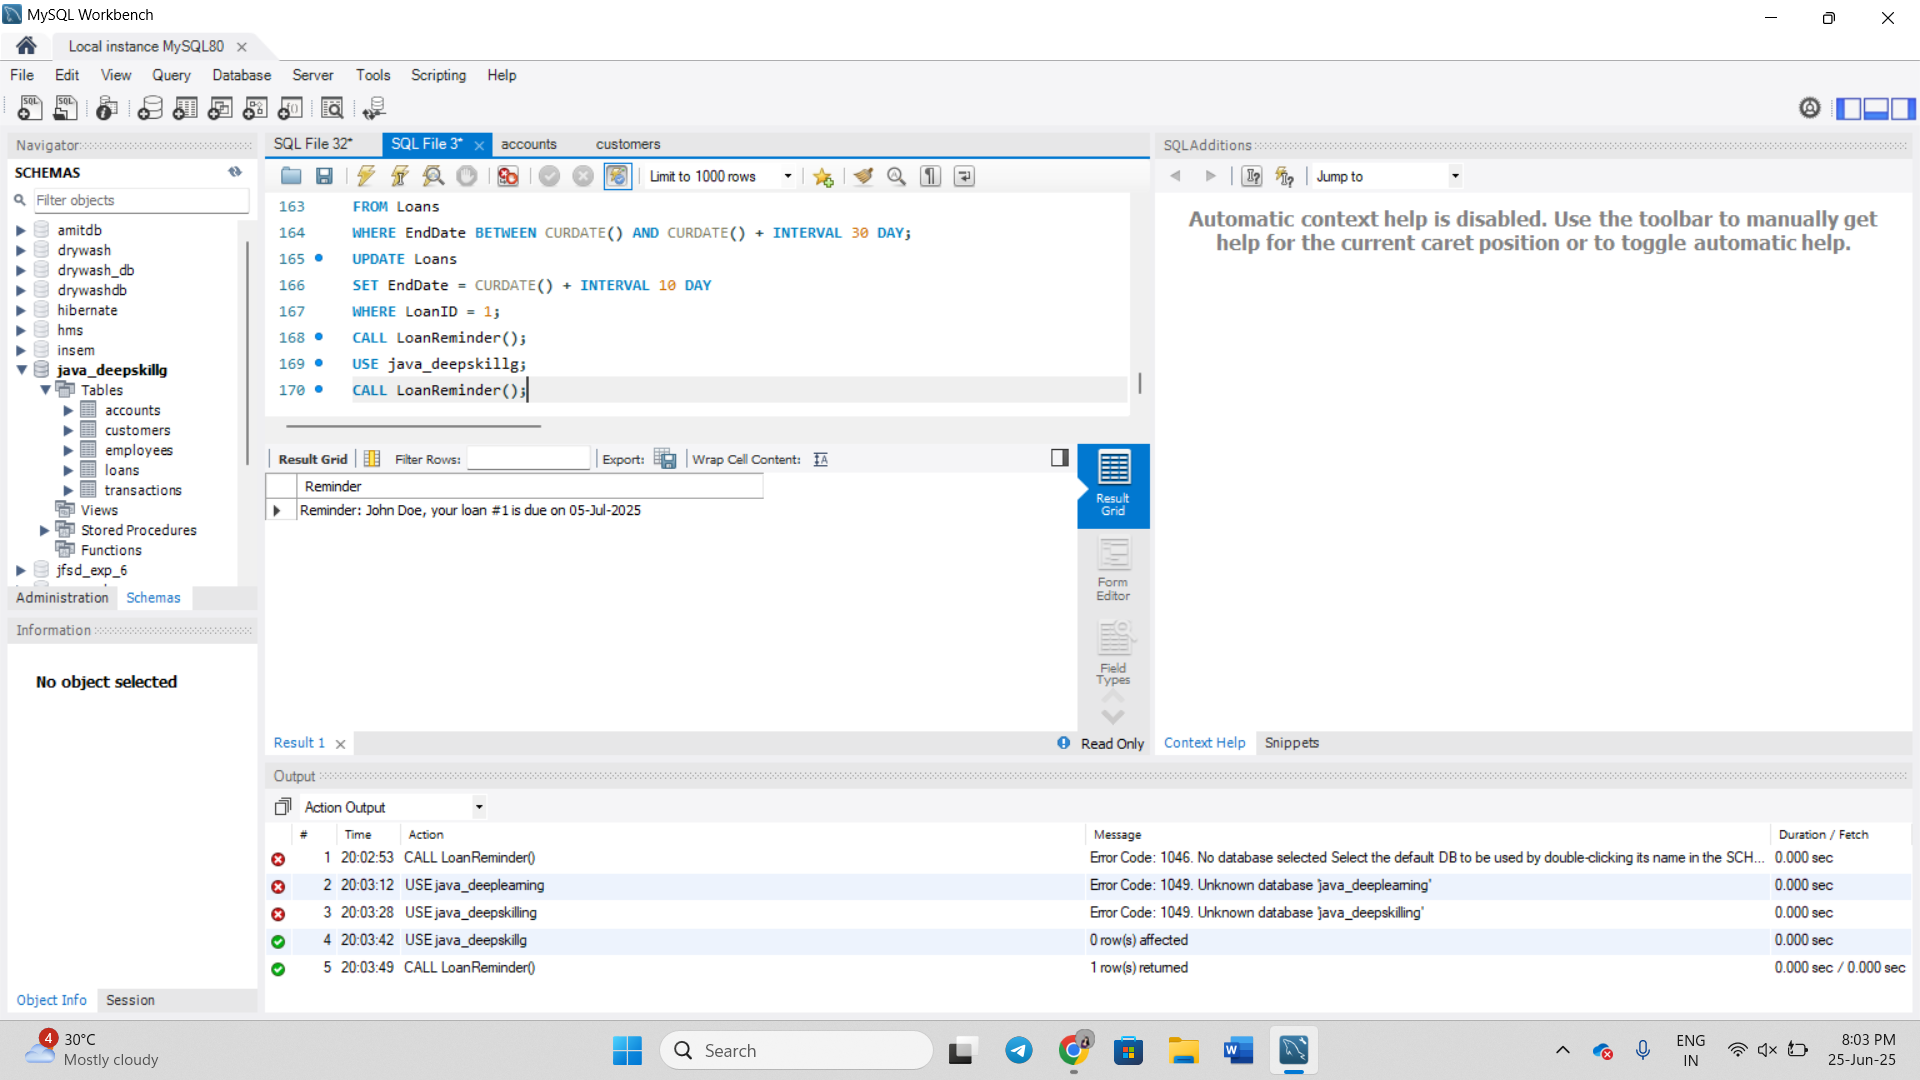 MySQL Workbench
Local instance MySQL80
File Edit View Query Database Server Tools Scripting Help
Navigator
SCHEMAS
Filter objects
amitdb
drywash
drywash_db
drywashdb
hibernate
hms
insem
java_deepskillg
Tables
accounts
customers
employees
loans
transactions
Views
Stored Procedures
Functions
jfsd_exp_6
Administration Schemas
Information
No object selected
Object Info Session
SQL File 32* SQL File 3* accounts customers
Limit to 1000 rows
163 FROM Loans
164 WHERE EndDate BETWEEN CURDATE() AND CURDATE() + INTERVAL 30 DAY;
165 UPDATE Loans
166 SET EndDate = CURDATE() + INTERVAL 10 DAY
167 WHERE LoanID = 1;
168 CALL LoanReminder();
169 USE java_deepskillg;
170 CALL LoanReminder();
Result Grid Filter Rows: Export: Wrap Cell Content:
Reminder
Reminder: John Doe, your loan #1 is due on 05-Jul-2025
Result Grid
Form Editor
Field Types
Result 1 Read Only
SQLAdditions
Jump to
Automatic context help is disabled. Use the toolbar to manually get
help for the current caret position or to toggle automatic help.
Context Help Snippets
Output
Action Output
# Time Action Message Duration / Fetch
1 20:02:53 CALL LoanReminder() Error Code: 1046. No database selected Select the default DB to be used by double-clicking its name in the SCH... 0.000 sec
2 20:03:12 USE java_deeplearning Error Code: 1049. Unknown database 'java_deeplearning' 0.000 sec
3 20:03:28 USE java_deepskilling Error Code: 1049. Unknown database 'java_deepskilling' 0.000 sec
4 20:03:42 USE java_deepskillg 0 row(s) affected 0.000 sec
5 20:03:49 CALL LoanReminder() 1 row(s) returned 0.000 sec / 0.000 sec
4
30°C
Mostly cloudy
Search
ENG
IN
8:03 PM
25-Jun-25